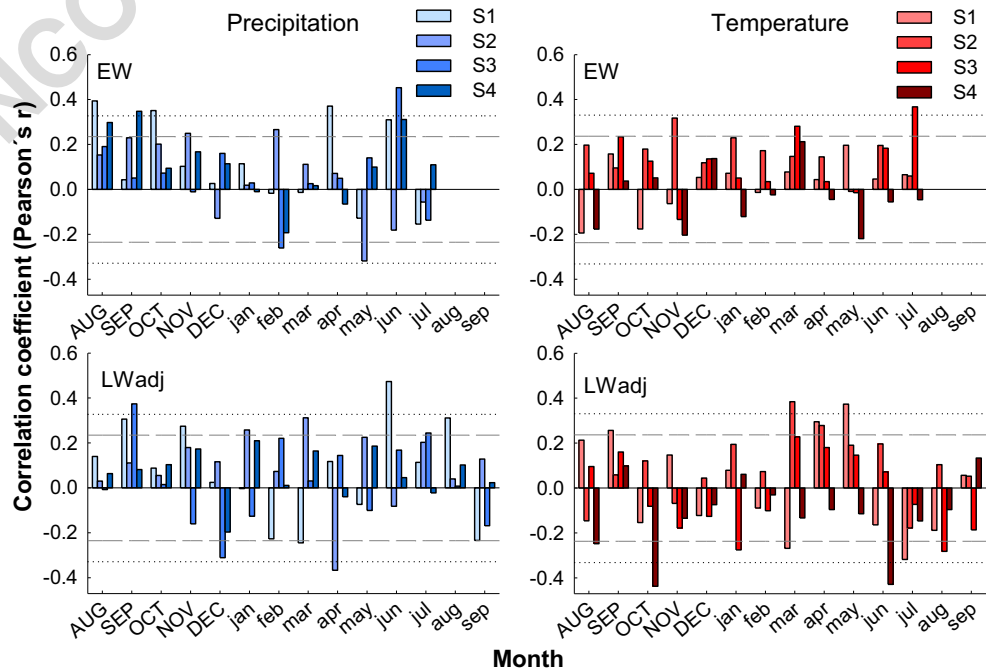 NCO
Precipitation
Temperature
S1
S2
S3
S4
S1
S2
S3
S4
Correlation coefficient (Pearson´s r)
EW
0.6
0.4
0.2
0.0
-0.2
-0.4
AUG SEP OCT NOV DEC jan feb mar apr may jun jul aug sep
EW
0.6
0.4
0.2
0.0
-0.2
-0.4
AUG SEP OCT NOV DEC jan feb mar apr may jun jul aug sep
LWadj
0.6
0.4
0.2
0.0
-0.2
-0.4
AUG SEP OCT NOV DEC jan feb mar apr may jun jul aug sep
LWadj
0.6
0.4
0.2
0.0
-0.2
-0.4
AUG SEP OCT NOV DEC jan feb mar apr may jun jul aug sep
Month